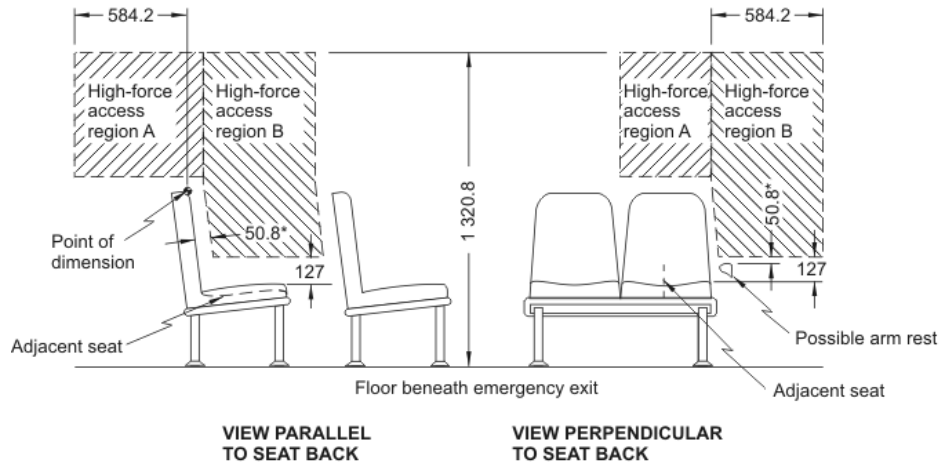 584.2
584.2
High-force
access
region A
High-force
access
region B
High-force
access
region A
High-force
access
region B
1 320.8
50.8*
50.8*
Point of
dimension
127
127
Adjacent seat
Possible arm rest
Adjacent seat
Floor beneath emergency exit
VIEW PARALLEL
TO SEAT BACK
VIEW PERPENDICULAR
TO SEAT BACK